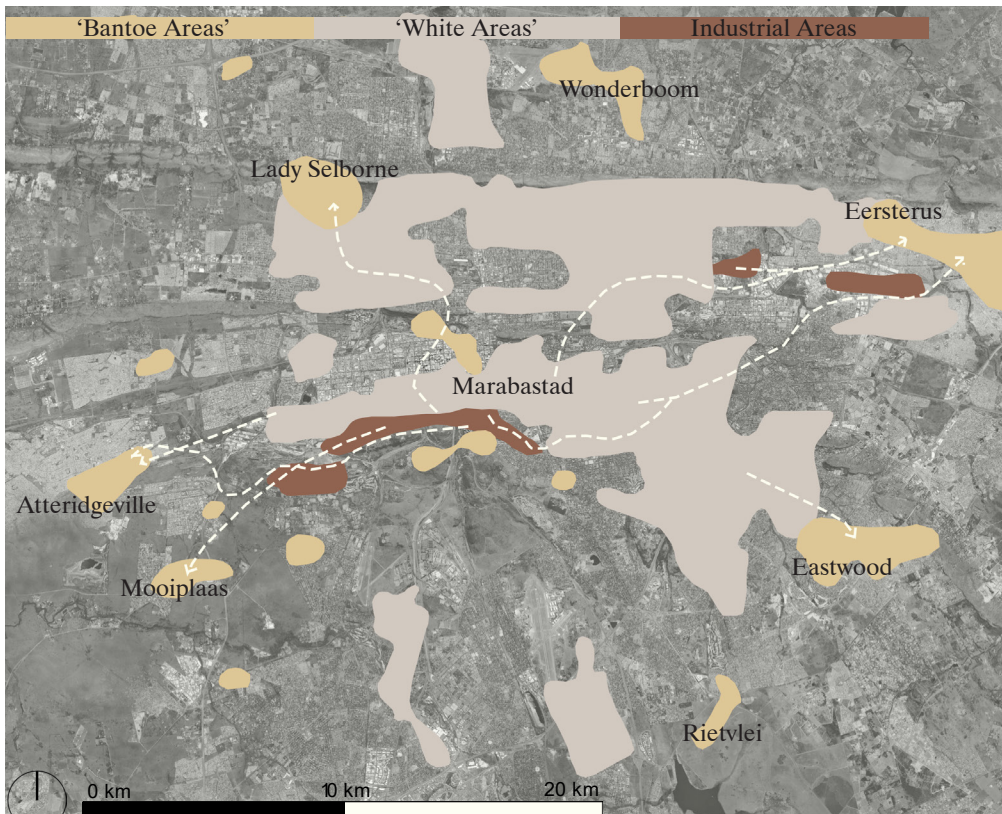 'Bantoe Areas' 'White Areas' Industrial Areas
Wonderboom
Lady Selborne
Eersterus
Marabastad
Atteridgeville
Eastwood
Mooiplaas
Rietvlei
0 km 10 km 20 km